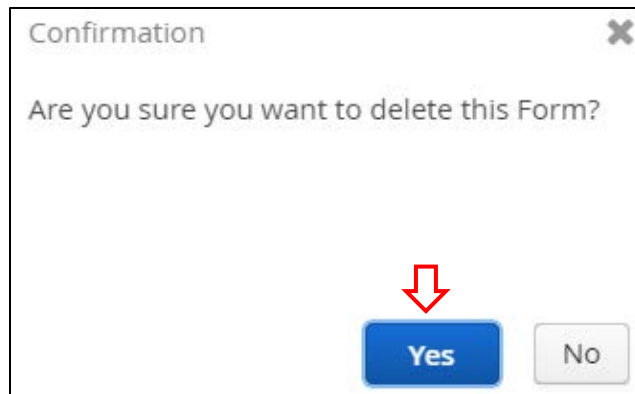 Confirmation
Are you sure you want to delete this Form?
Yes
No